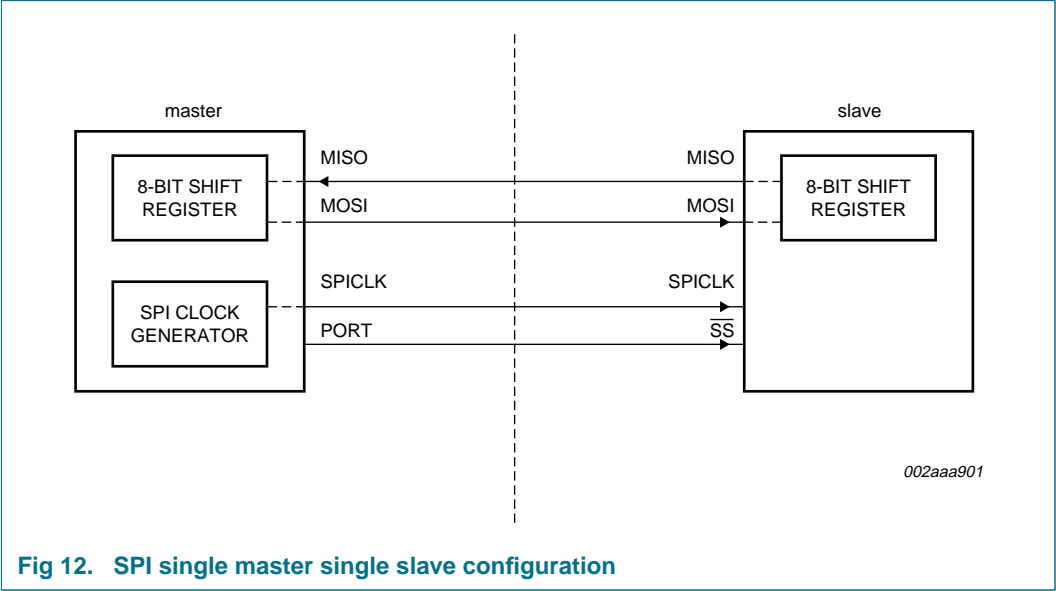 master
slave
MISO
MISO
8-BIT SHIFT
REGISTER
8-BIT SHIFT
REGISTER
MOSI
MOSI
SPICLK
SPICLK
SPI CLOCK
GENERATOR
PORT
S̅S̅
002aaa901
Fig 12. SPI single master single slave configuration